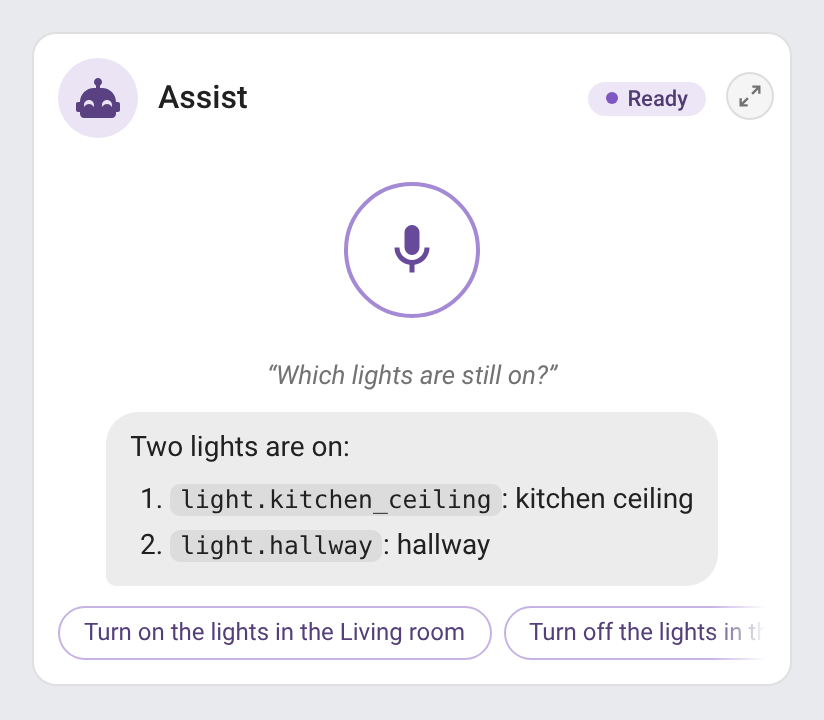 Assist
Ready
“Which lights are still on?”
Two lights are on:
1. light.kitchen_ceiling: kitchen ceiling
2. light.hallway: hallway
Turn on the lights in the Living room
Turn off the lights in